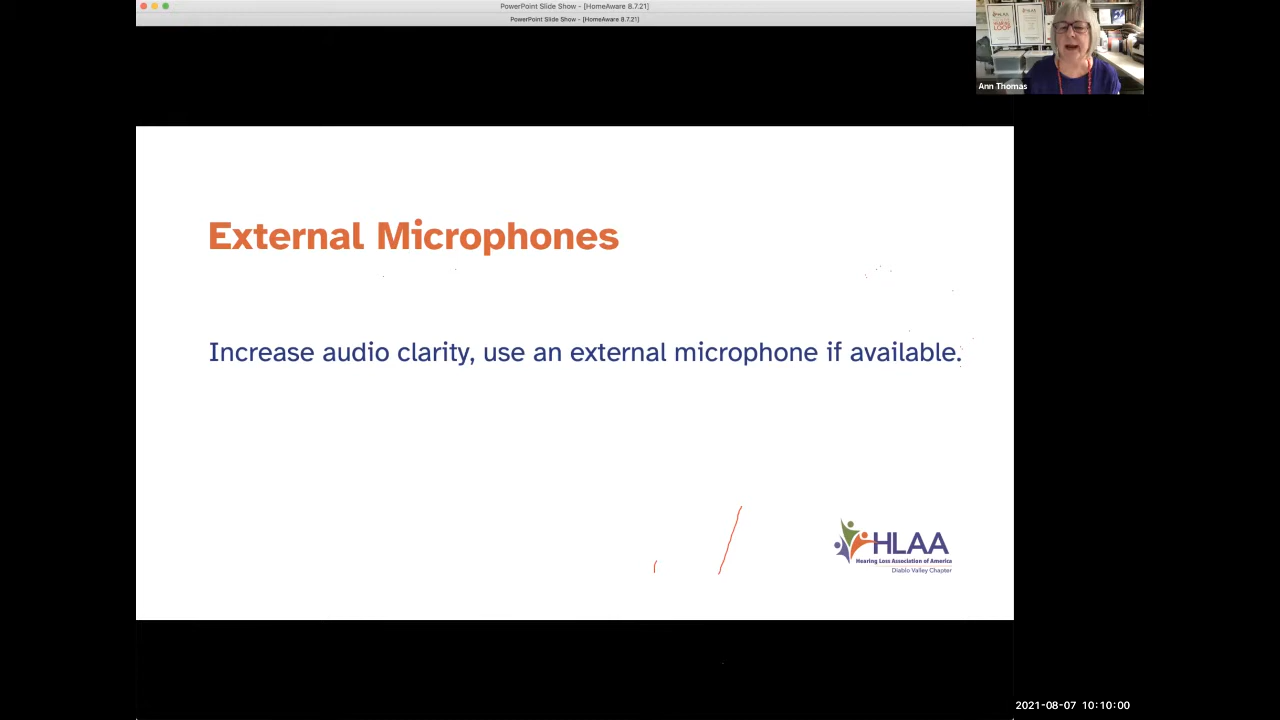 PowerPoint Slide Show - [HomeAware 8.7.21]
PowerPoint Slide Show - [HomeAware 8.7.21]
LOOP
Ann Thomas
External Microphones
Increase audio clarity, use an external microphone if available.
HLAA
Hearing Loss Association of America
Diablo Valley Chapter
2021-08-07 10:10:00